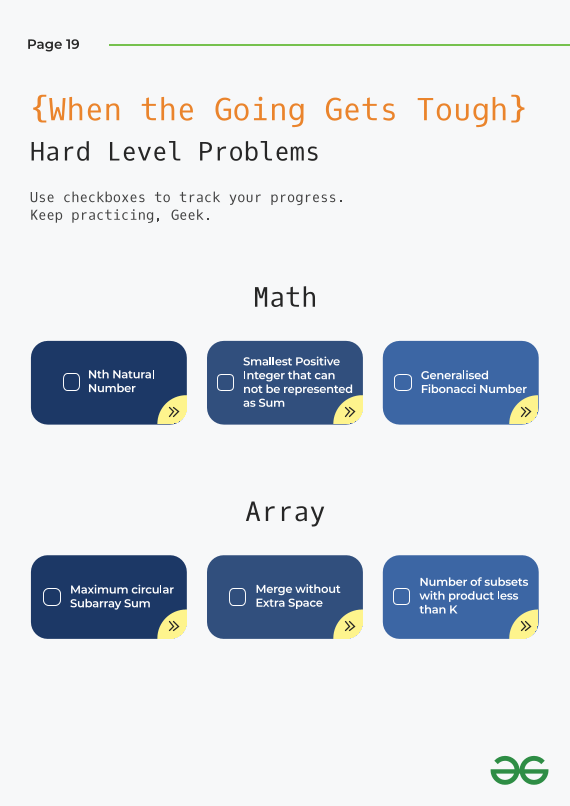 Page 19
{When the Going Gets Tough}
Hard Level Problems
Use checkboxes to track your progress.
Keep practicing, Geek.
Math
Nth Natural
Number
Smallest Positive
Integer that can
not be represented
as Sum
Generalised
Fibonacci Number
Array
Maximum circular
Subarray Sum
Merge without
Extra Space
Number of subsets
with product less
than K